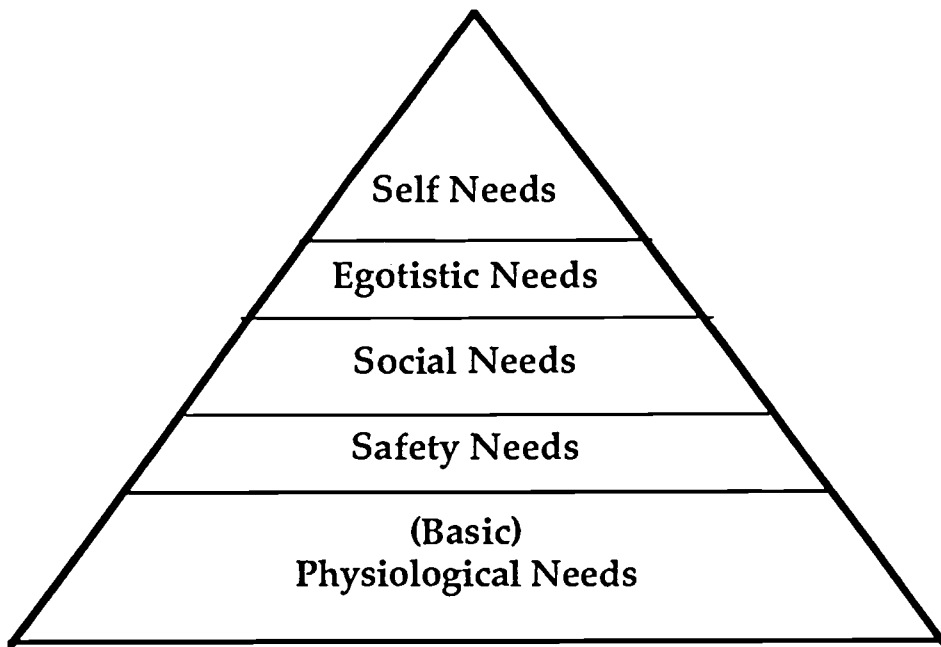 Self Needs
Egotistic Needs
Social Needs
Safety Needs
(Basic)
Physiological Needs